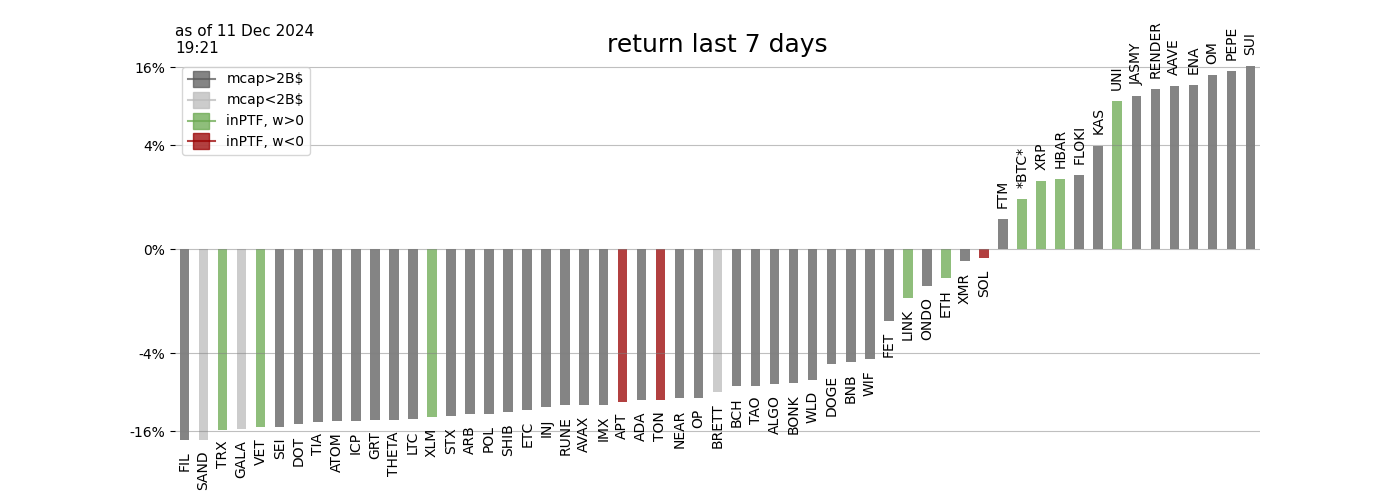 as of 11 Dec 2024
19:21
return last 7 days
16%
4%
0%
-4%
-16%
mcap>2B$
mcap<2B$
inPTF, w>0
inPTF, w<0
FIL
SAND
TRX
GALA
VET
SEI
DOT
TIA
ATOM
ICP
GRT
THETA
LTC
XLM
STX
ARB
POL
SHIB
ETC
INJ
RUNE
AVAX
IMX
APT
ADA
TON
NEAR
OP
BRETT
BCH
TAO
ALGO
BONK
WLD
DOGE
BNB
WIF
FET
LINK
ONDO
ETH
XMR
SOL
FTM
*BTC*
XRP
HBAR
FLOKI
KAS
UNI
JASMY
RENDER
AAVE
ENA
OM
PEPE
SUI